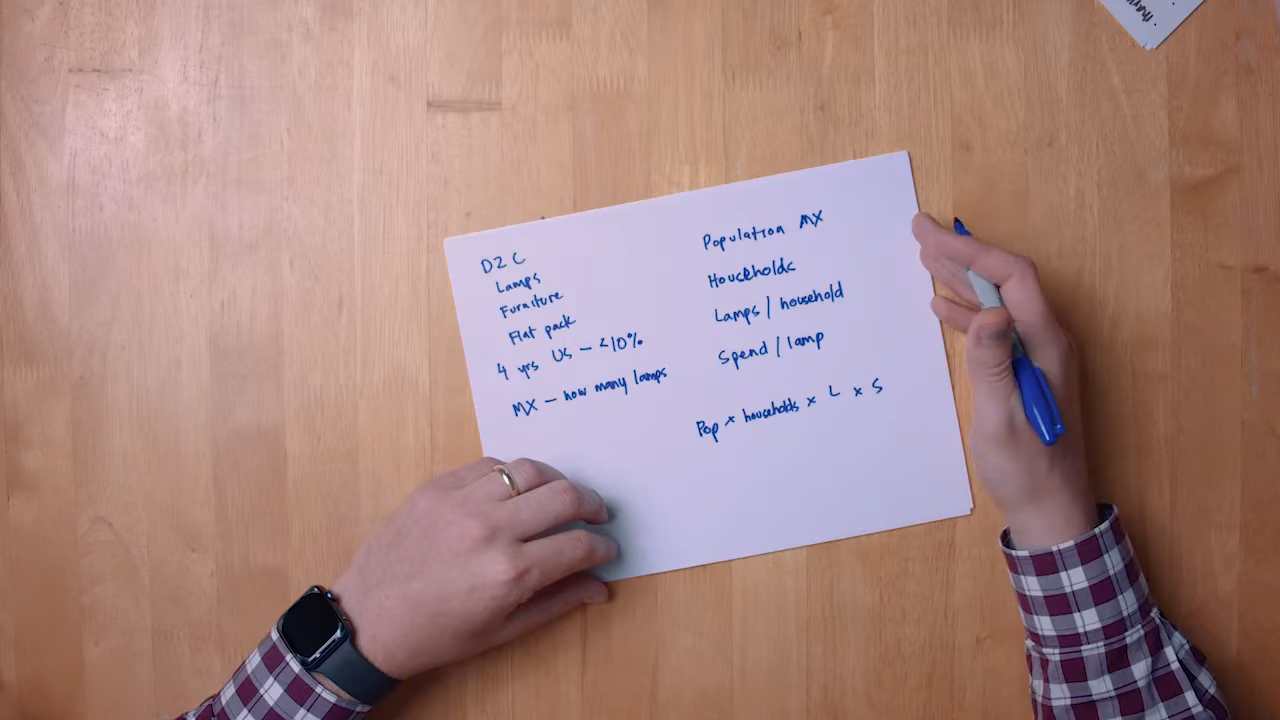 D2C
Lamps
Furniture
Flat pack
4 yrs US - <10%
MX - how many lamps
Population MX
Households
Lamps / household
Spend / lamp
Pop x households x L x S